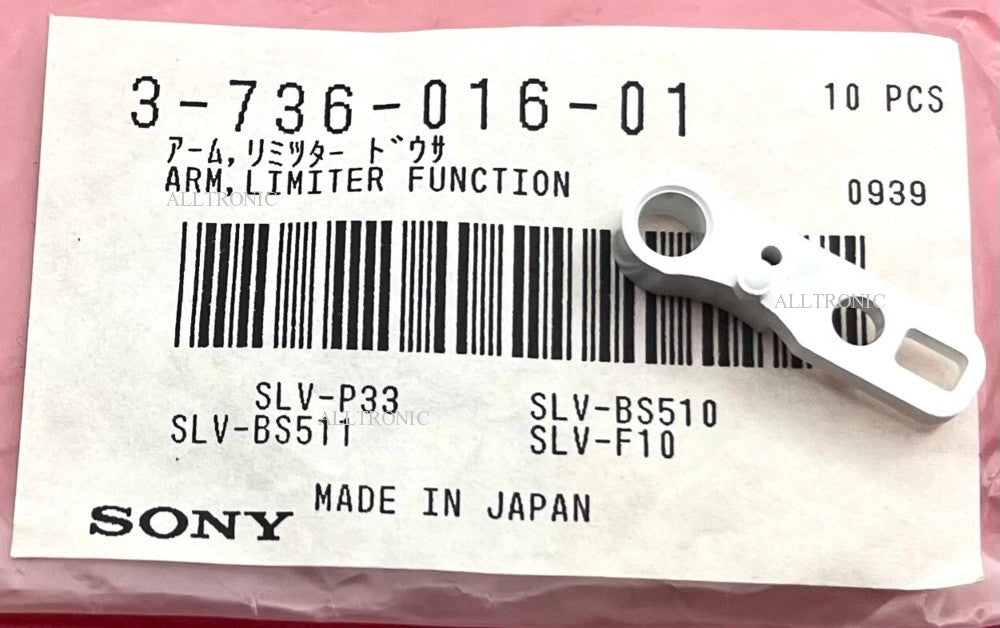 3-736-016-01 10 PCS
アーム,リミッター ドウサ
ARM,LIMITER FUNCTION 0939
ALLTRONIC
ALLTRONIC
SLV-P33 SLV-BS510
ALLTRONIC
SLV-BS511 SLV-F10
SONY MADE IN JAPAN